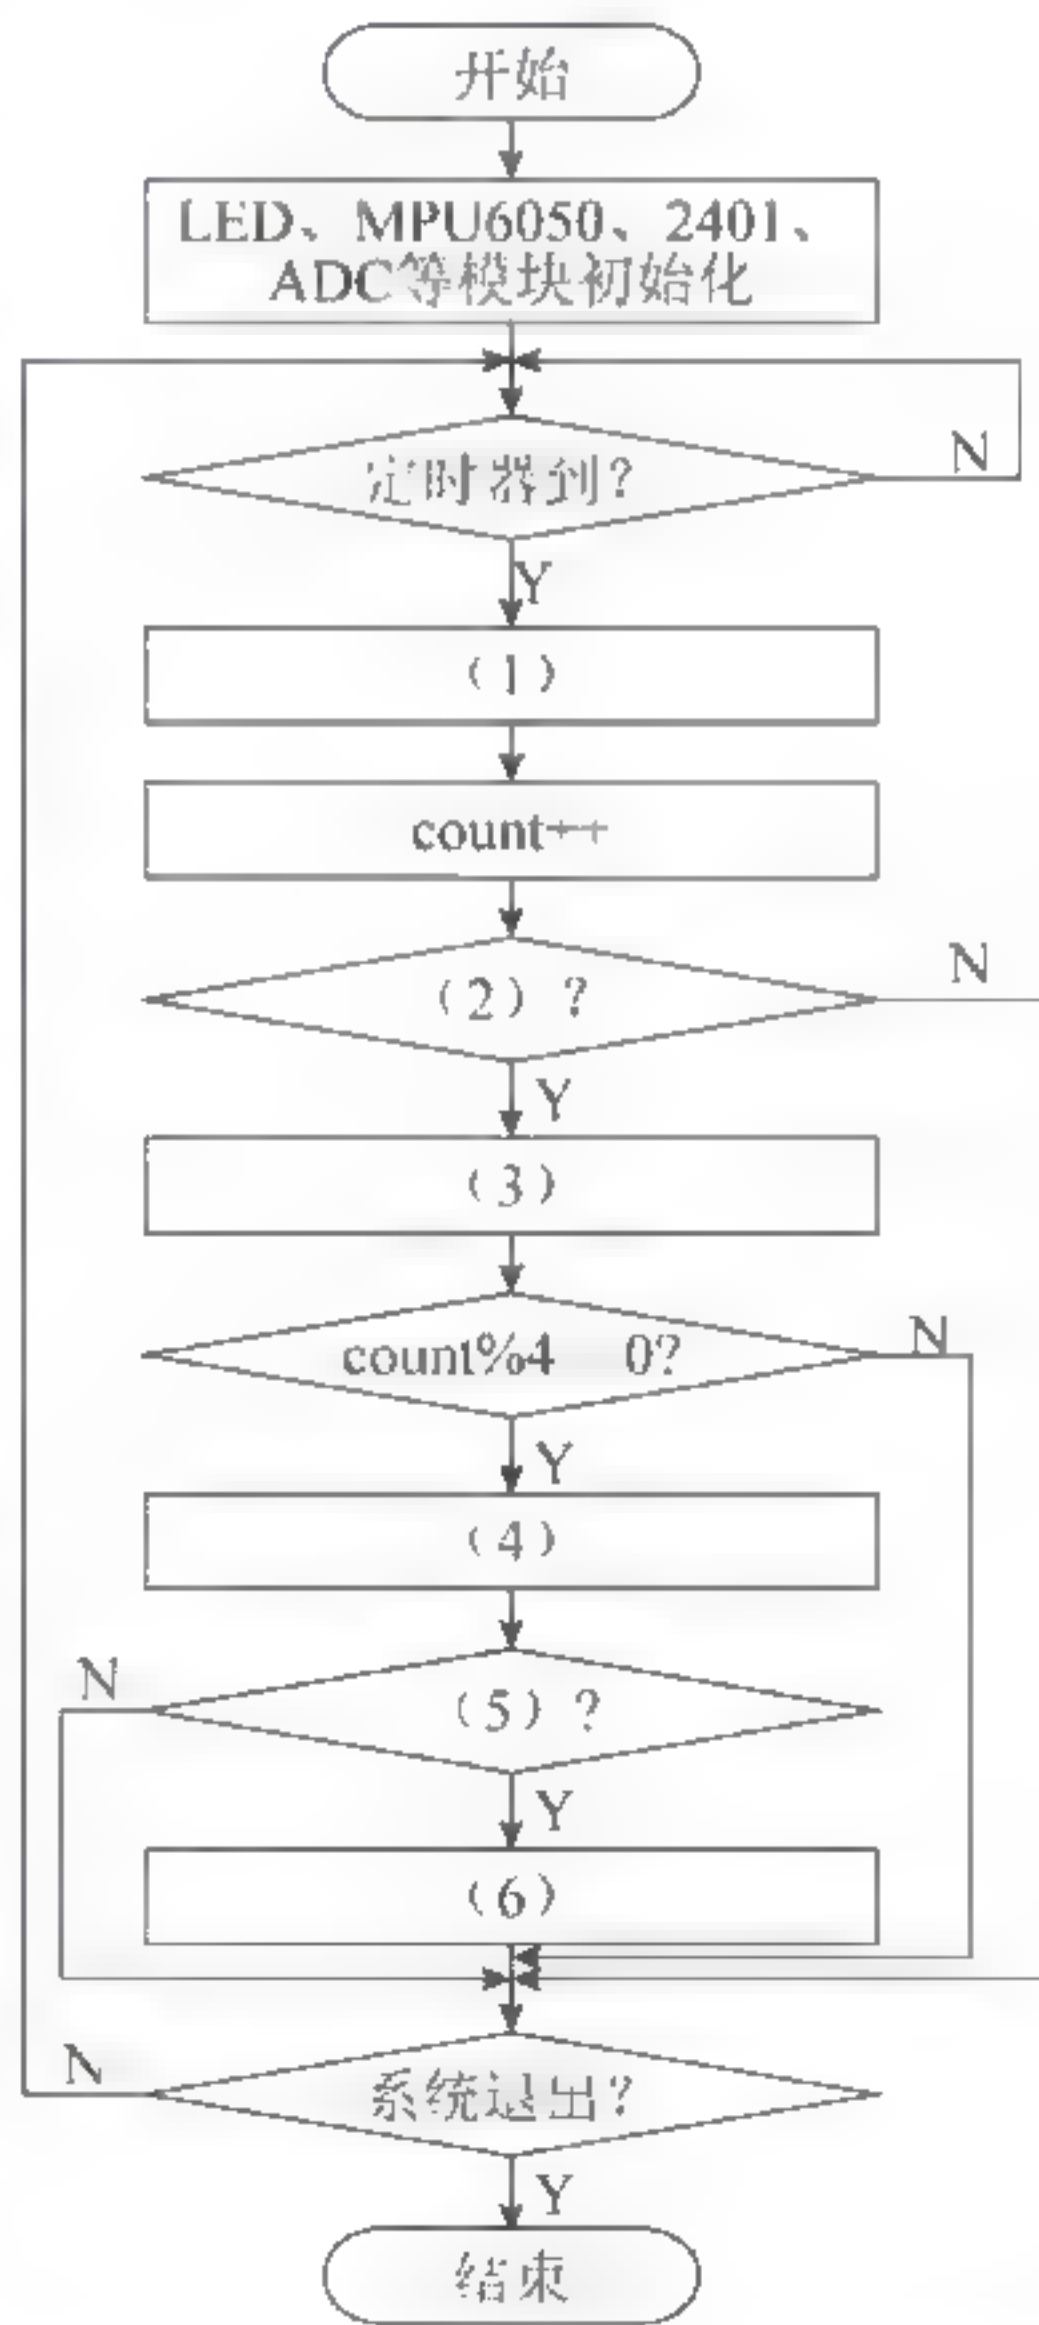 开始
LED、MPU6050、2401、
ADC等模块初始化
定时器到?
N
Y
(1)
count++
(2)?
N
Y
(3)
count%4 0?
N
Y
(4)
(5)?
N
Y
(6)
系统退出?
N
Y
结束